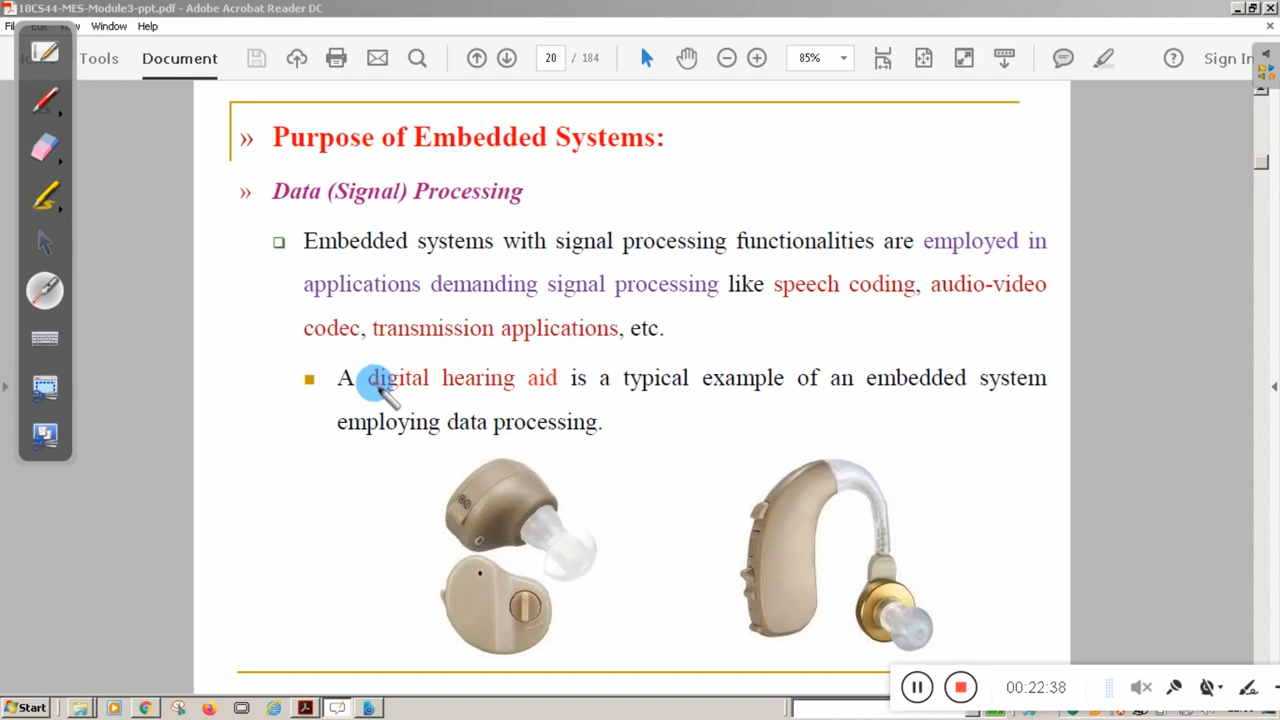 18CS44-MES-Module3-ppt.pdf - Adobe Acrobat Reader DC
Window Help
Tools Document 20 / 184 85% Sign In
» Purpose of Embedded Systems:
» Data (Signal) Processing
Embedded systems with signal processing functionalities are employed in
applications demanding signal processing like speech coding, audio-video
codec, transmission applications, etc.
A digital hearing aid is a typical example of an embedded system
employing data processing.
00:22:38
Start